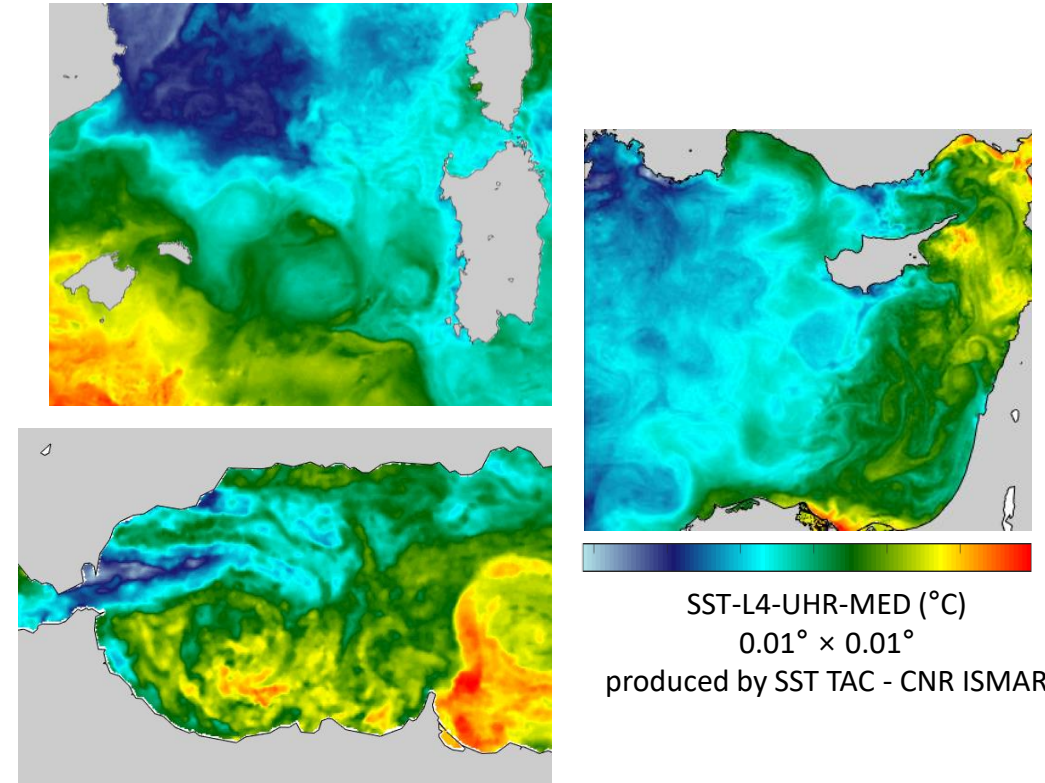 SST-L4-UHR-MED (°C)
0.01° × 0.01°
produced by SST TAC - CNR ISMAR